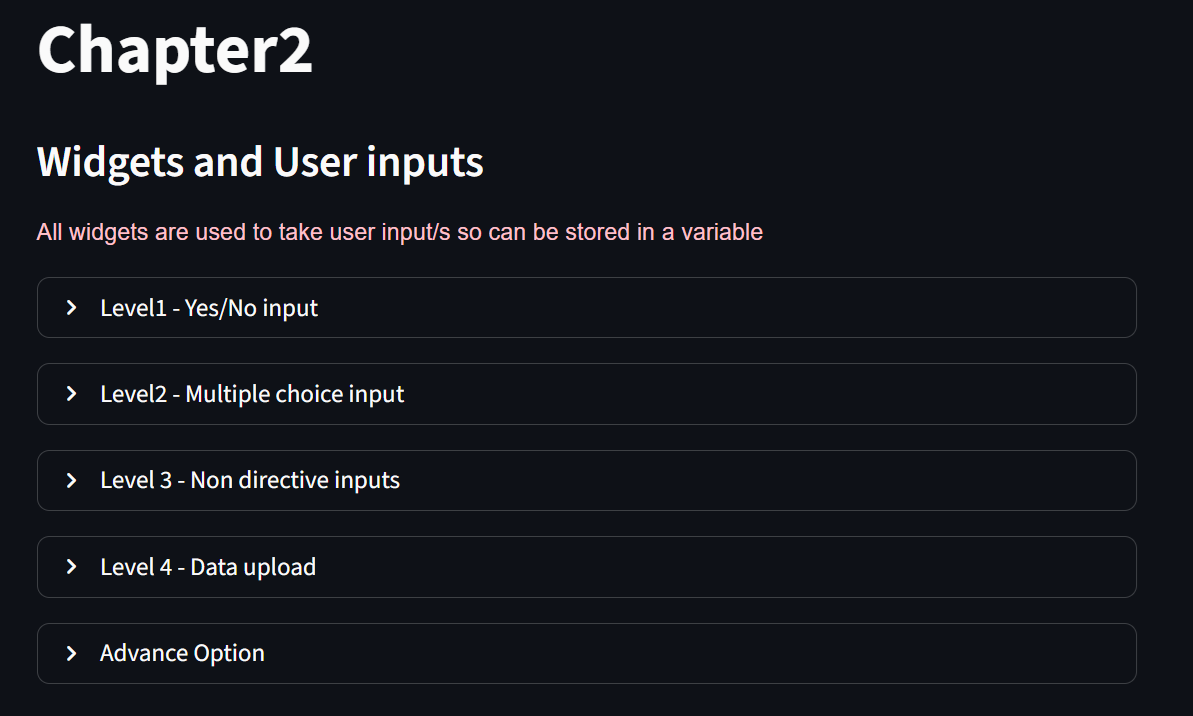 Chapter2
Widgets and User inputs
All widgets are used to take user input/s so can be stored in a variable
Level1 - Yes/No input
Level2 - Multiple choice input
Level 3 - Non directive inputs
Level 4 - Data upload
Advance Option